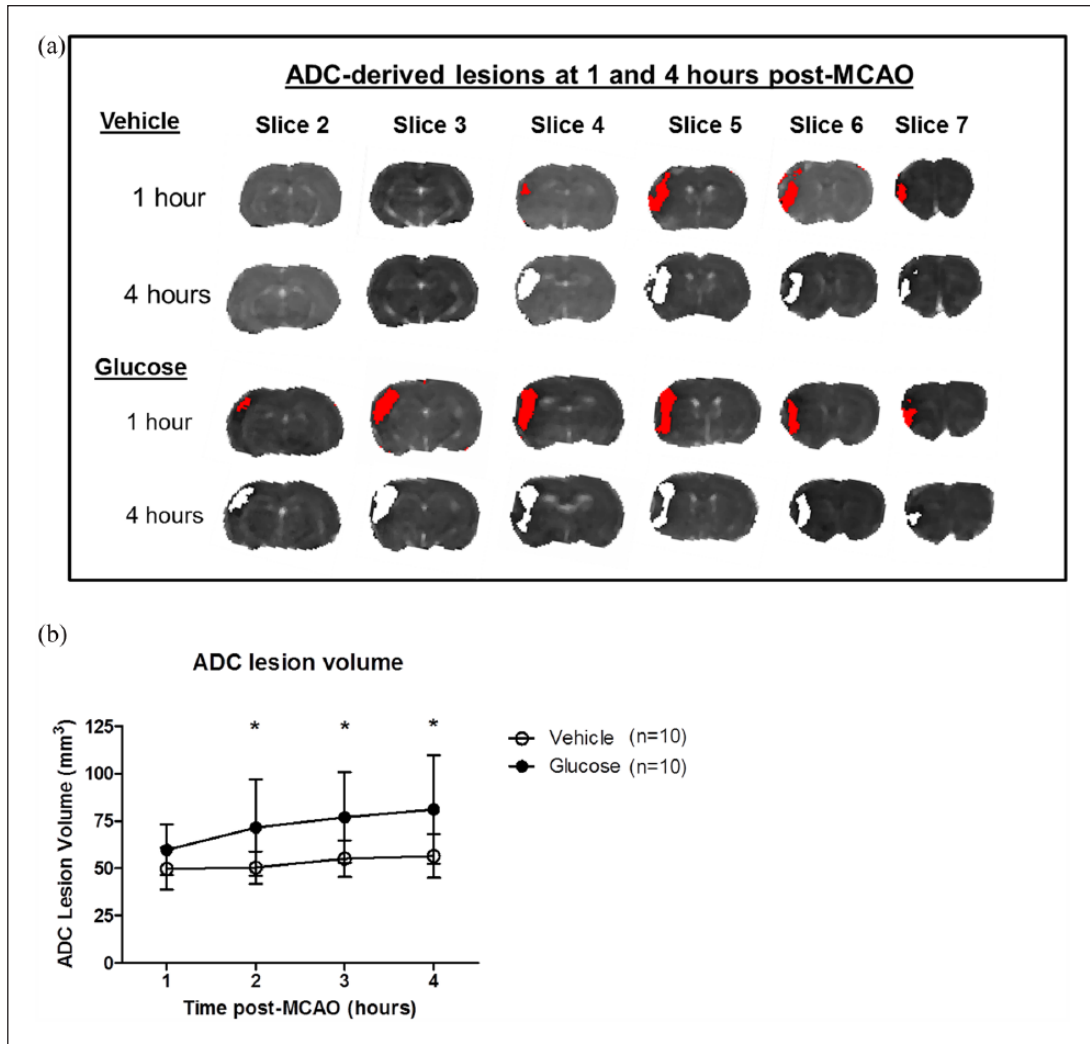 (a)
ADC-derived lesions at 1 and 4 hours post-MCAO
Vehicle Slice 2 Slice 3 Slice 4 Slice 5 Slice 6 Slice 7
1 hour
4 hours
Glucose
1 hour
4 hours
(b)
ADC lesion volume
* * *
ADC Lesion Volume (mm³)
125
100
75
50
25
0
1 2 3 4
Time post-MCAO (hours)
Vehicle (n=10)
Glucose (n=10)